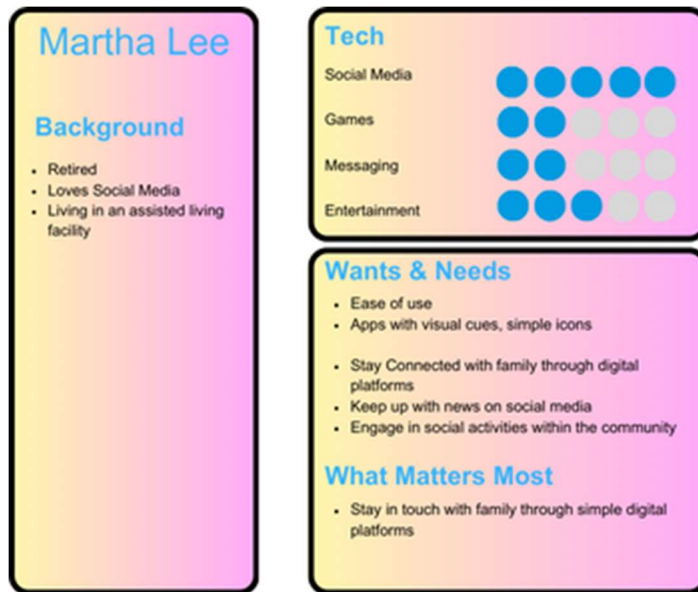 Martha Lee
Background
Retired
Loves Social Media
Living in an assisted living
facility
Tech
Social Media
Games
Messaging
Entertainment
Wants & Needs
Ease of use
Apps with visual cues, simple icons
Stay Connected with family through digital
platforms
Keep up with news on social media
Engage in social activities within the community
What Matters Most
Stay in touch with family through simple digital
platforms